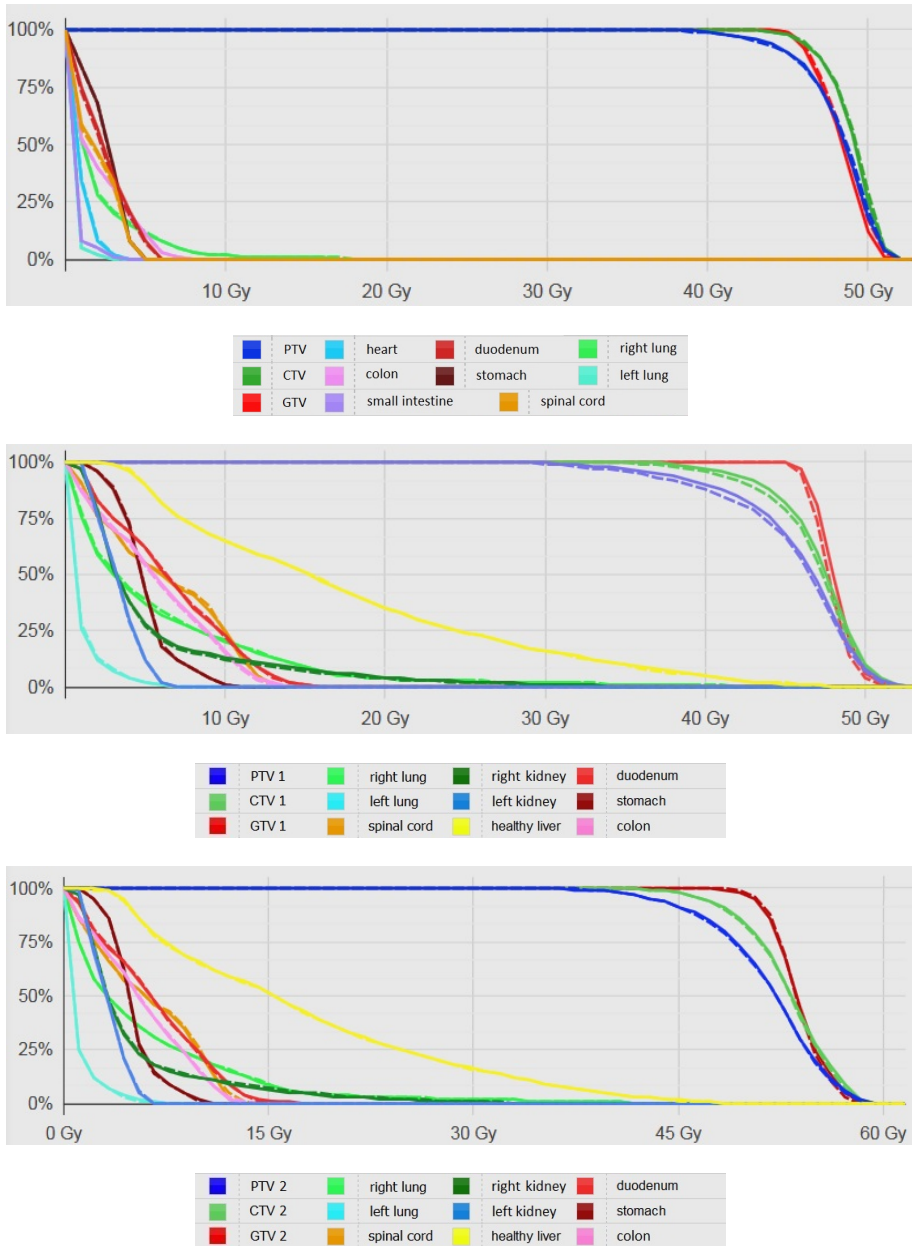 100%
75%
50%
25%
0%
10 Gy 20 Gy 30 Gy 40 Gy 50 Gy
PTV heart duodenum right lung
CTV colon stomach left lung
GTV small intestine spinal cord
100%
75%
50%
25%
0%
10 Gy 20 Gy 30 Gy 40 Gy 50 Gy
PTV 1 right lung right kidney duodenum
CTV 1 left lung left kidney stomach
GTV 1 spinal cord healthy liver colon
100%
75%
50%
25%
0%
0 Gy 15 Gy 30 Gy 45 Gy 60 Gy
PTV 2 right lung right kidney duodenum
CTV 2 left lung left kidney stomach
GTV 2 spinal cord healthy liver colon